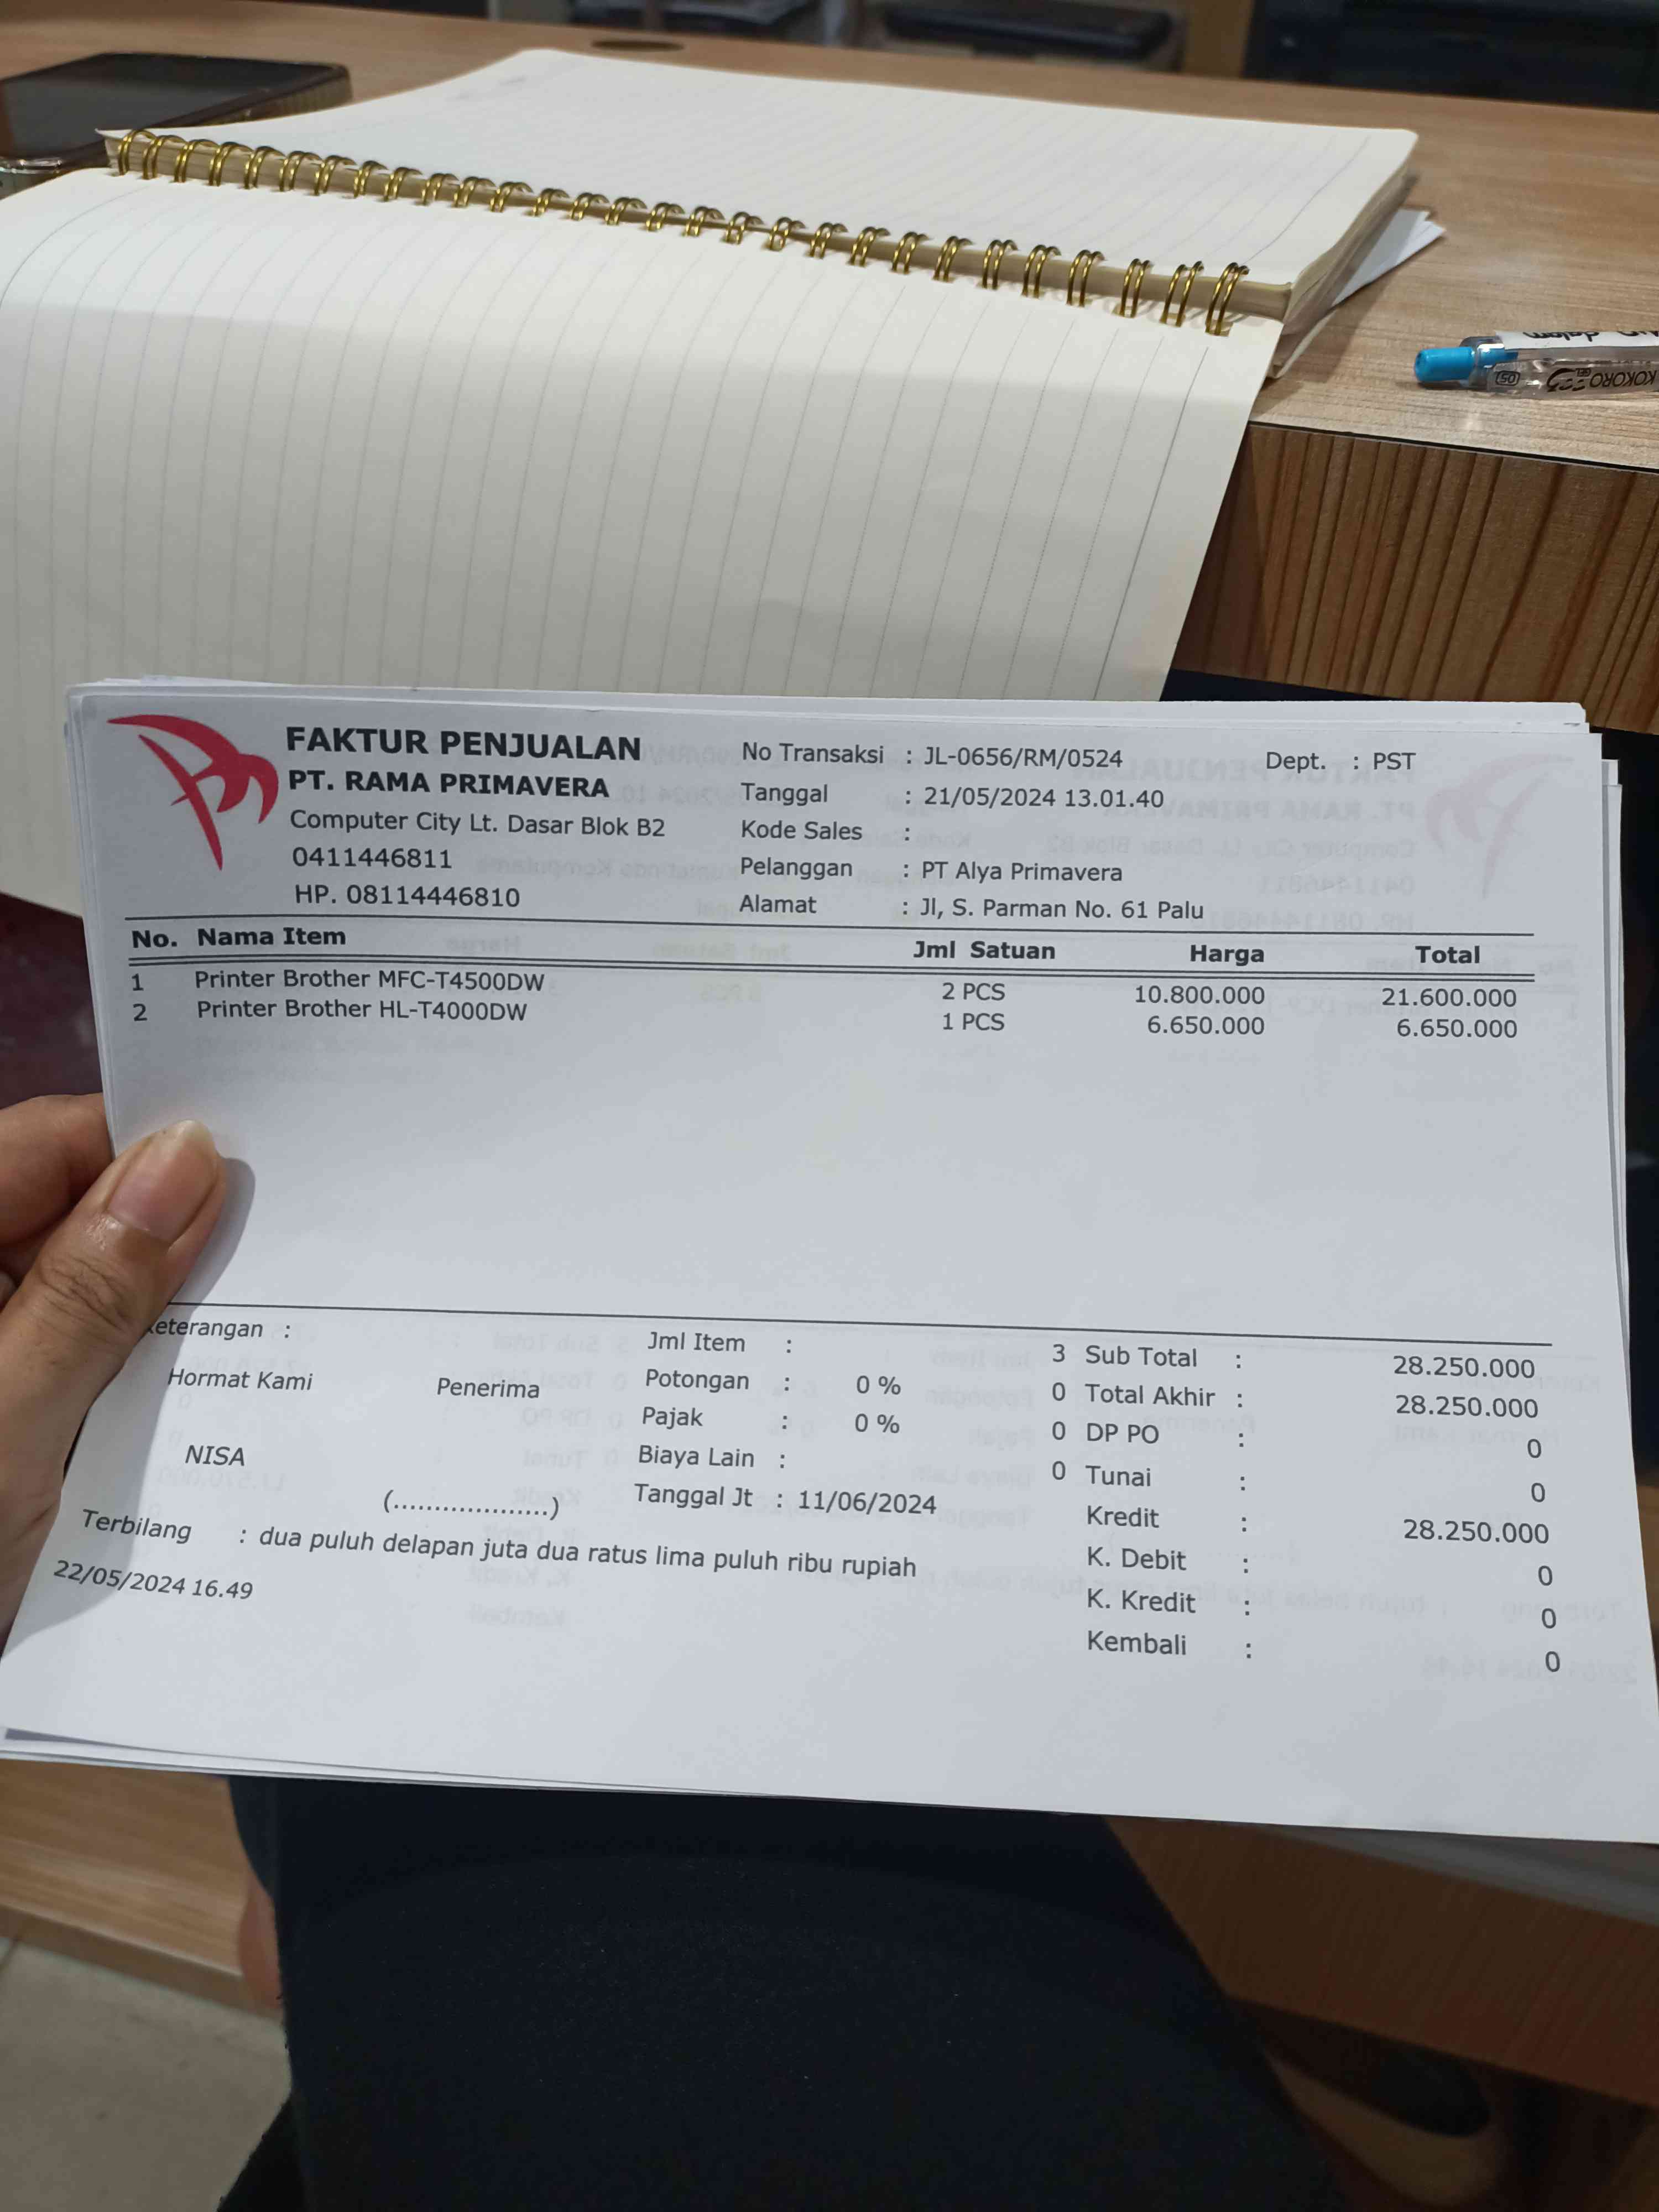 KOKORO
05
GEL
FAKTUR PENJUALAN
PT. RAMA PRIMAVERA
Computer City Lt. Dasar Blok B2
0411446811
HP. 08114446810
No Transaksi : JL-0656/RM/0524 Dept. : PST
Tanggal : 21/05/2024 13.01.40
Kode Sales :
Pelanggan : PT Alya Primavera
Alamat : Jl, S. Parman No. 61 Palu
No. Nama Item Jml Satuan Harga Total
1 Printer Brother MFC-T4500DW 2 PCS 10.800.000 21.600.000
2 Printer Brother HL-T4000DW 1 PCS 6.650.000 6.650.000
eterangan :
Hormat Kami Penerima
NISA
(...................)
Jml Item : 3
Potongan : 0 % 0
Pajak : 0 % 0
Biaya Lain : 0
Tanggal Jt : 11/06/2024
Sub Total : 28.250.000
Total Akhir : 28.250.000
DP PO : 0
Tunai : 0
Kredit : 28.250.000
K. Debit : 0
K. Kredit : 0
Kembali : 0
Terbilang : dua puluh delapan juta dua ratus lima puluh ribu rupiah
22/05/2024 16.49